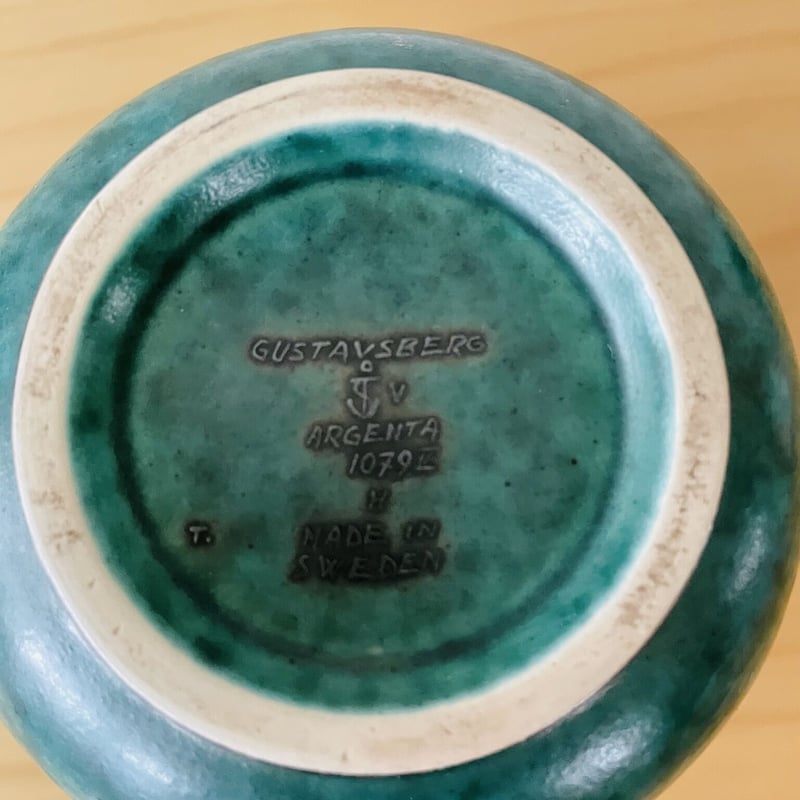 GUSTAVSBERG
V
ARGENTA
1079
H
T. MADE IN
SWEDEN